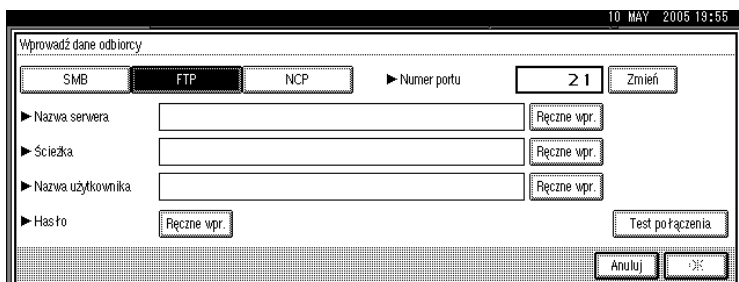 10 MAY 2005 19:55
Wprowadź dane odbiorcy
SMB FTP NCP ►Numer portu 21 Zmień
►Nazwa serwera Ręczne wpr.
►Ścieżka Ręczne wpr.
►Nazwa użytkownika Ręczne wpr.
►Hasło Ręczne wpr. Test połączenia
Anuluj OK